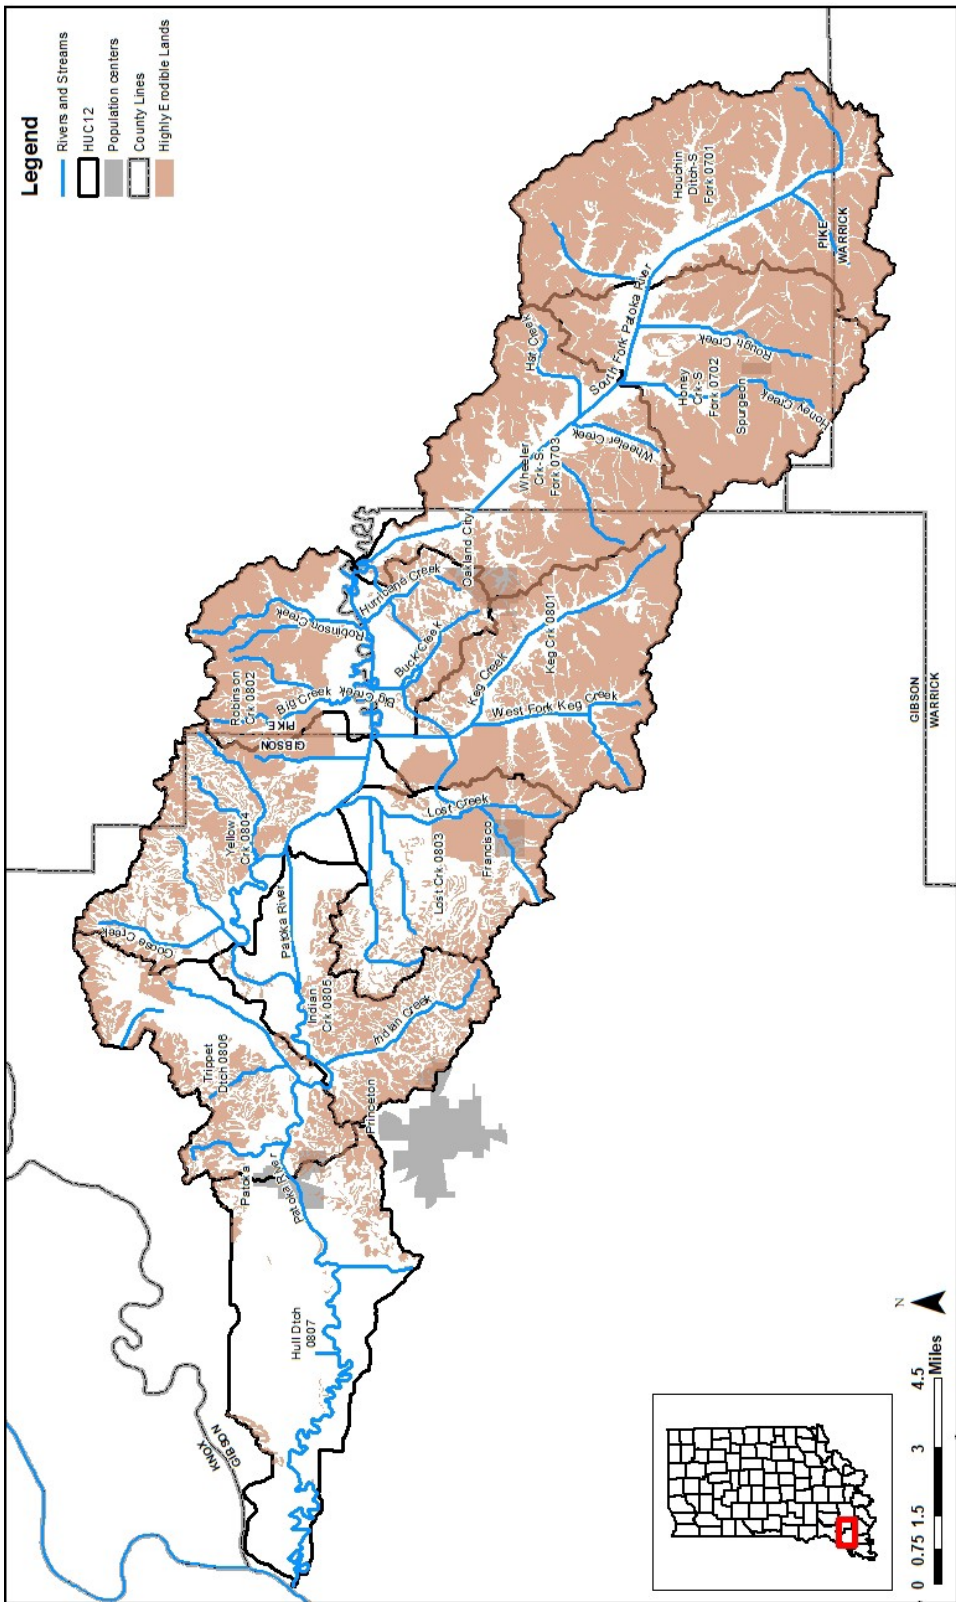 Legend
Rivers and Streams
HUC12
Population centers
County Lines
Highly Erodible Lands
KNOX
GIBSON
Hull Dtch
0807
Patoka
Patoka River
Princeton
Trippet
Dtch 0806
Indian
Crk 0805
Indian Creek
Goose Creek
Patoka River
Yellow
Crk 0804
Lost Crk 0803
Francisco
Lost Creek
GIBSON
PIKE
Robinson
Crk 0802
Big Creek
Big Creek
Robinson Creek
Buck Creek
Hurricane Creek
Keg Creek
West Fork Keg Creek
Keg Crk 0801
Oakland City
Wheeler
Crk-S
Fork 0703
Wheeler Creek
Hat Creek
South Fork Patoka River
Honey
Crk-S
Fork 0702
Spurgeon
Honey Creek
Rough Creek
Houchin
Ditch-S
Fork 0701
PIKE
WARRICK
GIBSON
WARRICK
N
0 0.75 1.5 3 4.5
Miles